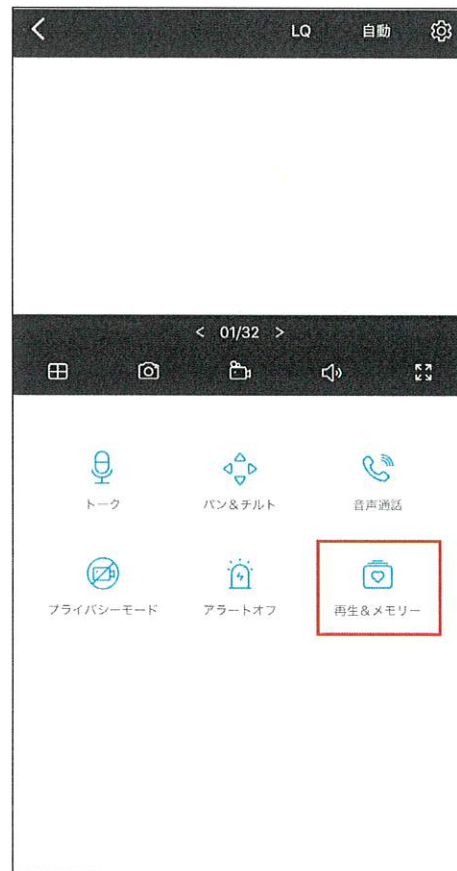 LQ 自動
< 01/32 >
トーク パン&チルト 音声通話
プライバシーモード アラートオフ 再生&メモリー